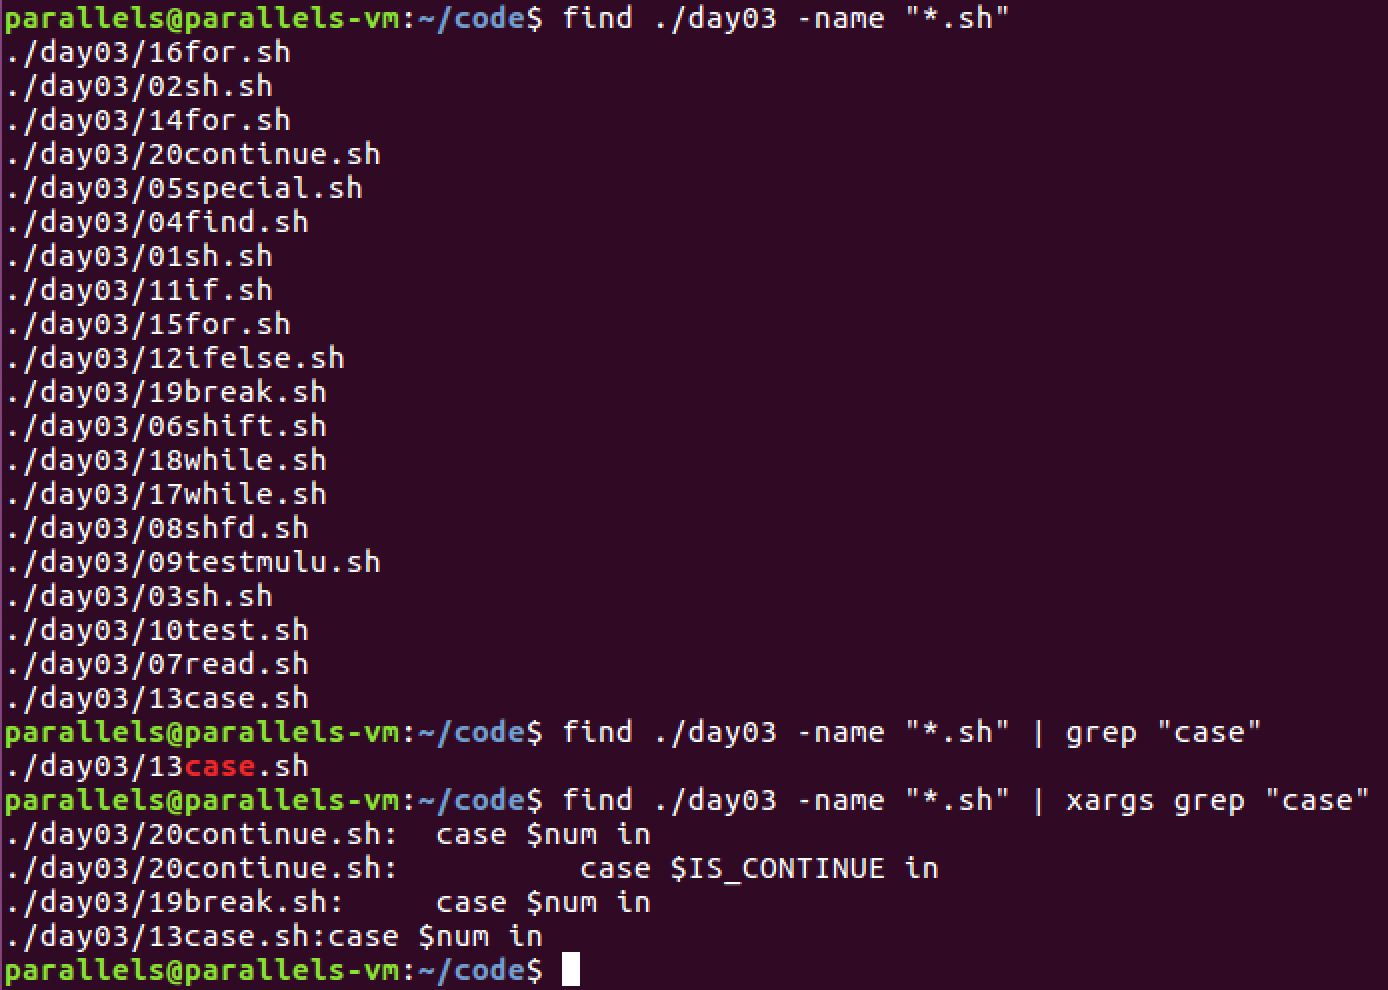 parallels@parallels-vm:~/code$ find ./day03 -name "*.sh"
./day03/16for.sh
./day03/02sh.sh
./day03/14for.sh
./day03/20continue.sh
./day03/05special.sh
./day03/04find.sh
./day03/01sh.sh
./day03/11if.sh
./day03/15for.sh
./day03/12ifelse.sh
./day03/19break.sh
./day03/06shift.sh
./day03/18while.sh
./day03/17while.sh
./day03/08shfd.sh
./day03/09testmulu.sh
./day03/03sh.sh
./day03/10test.sh
./day03/07read.sh
./day03/13case.sh
parallels@parallels-vm:~/code$ find ./day03 -name "*.sh" | grep "case"
./day03/13case.sh
parallels@parallels-vm:~/code$ find ./day03 -name "*.sh" | xargs grep "case"
./day03/20continue.sh:  case $num in
./day03/20continue.sh:          case $IS_CONTINUE in
./day03/19break.sh:     case $num in
./day03/13case.sh:case $num in
parallels@parallels-vm:~/code$